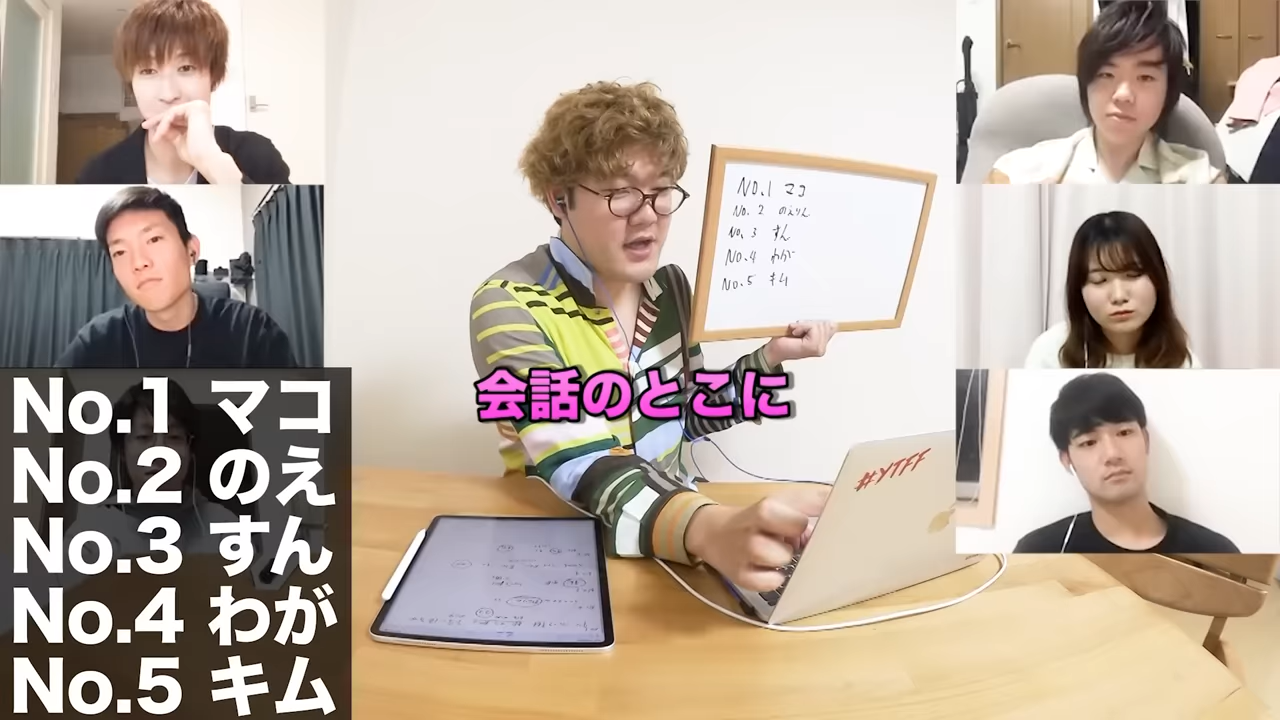 No.1 マコ
No.2 のえりん
No.3 すん
No.4 わが
No.5 キム
会話のとこに
#YTFF
No.1 マコ
No.2 のえ
No.3 すん
No.4 わが
No.5 キム